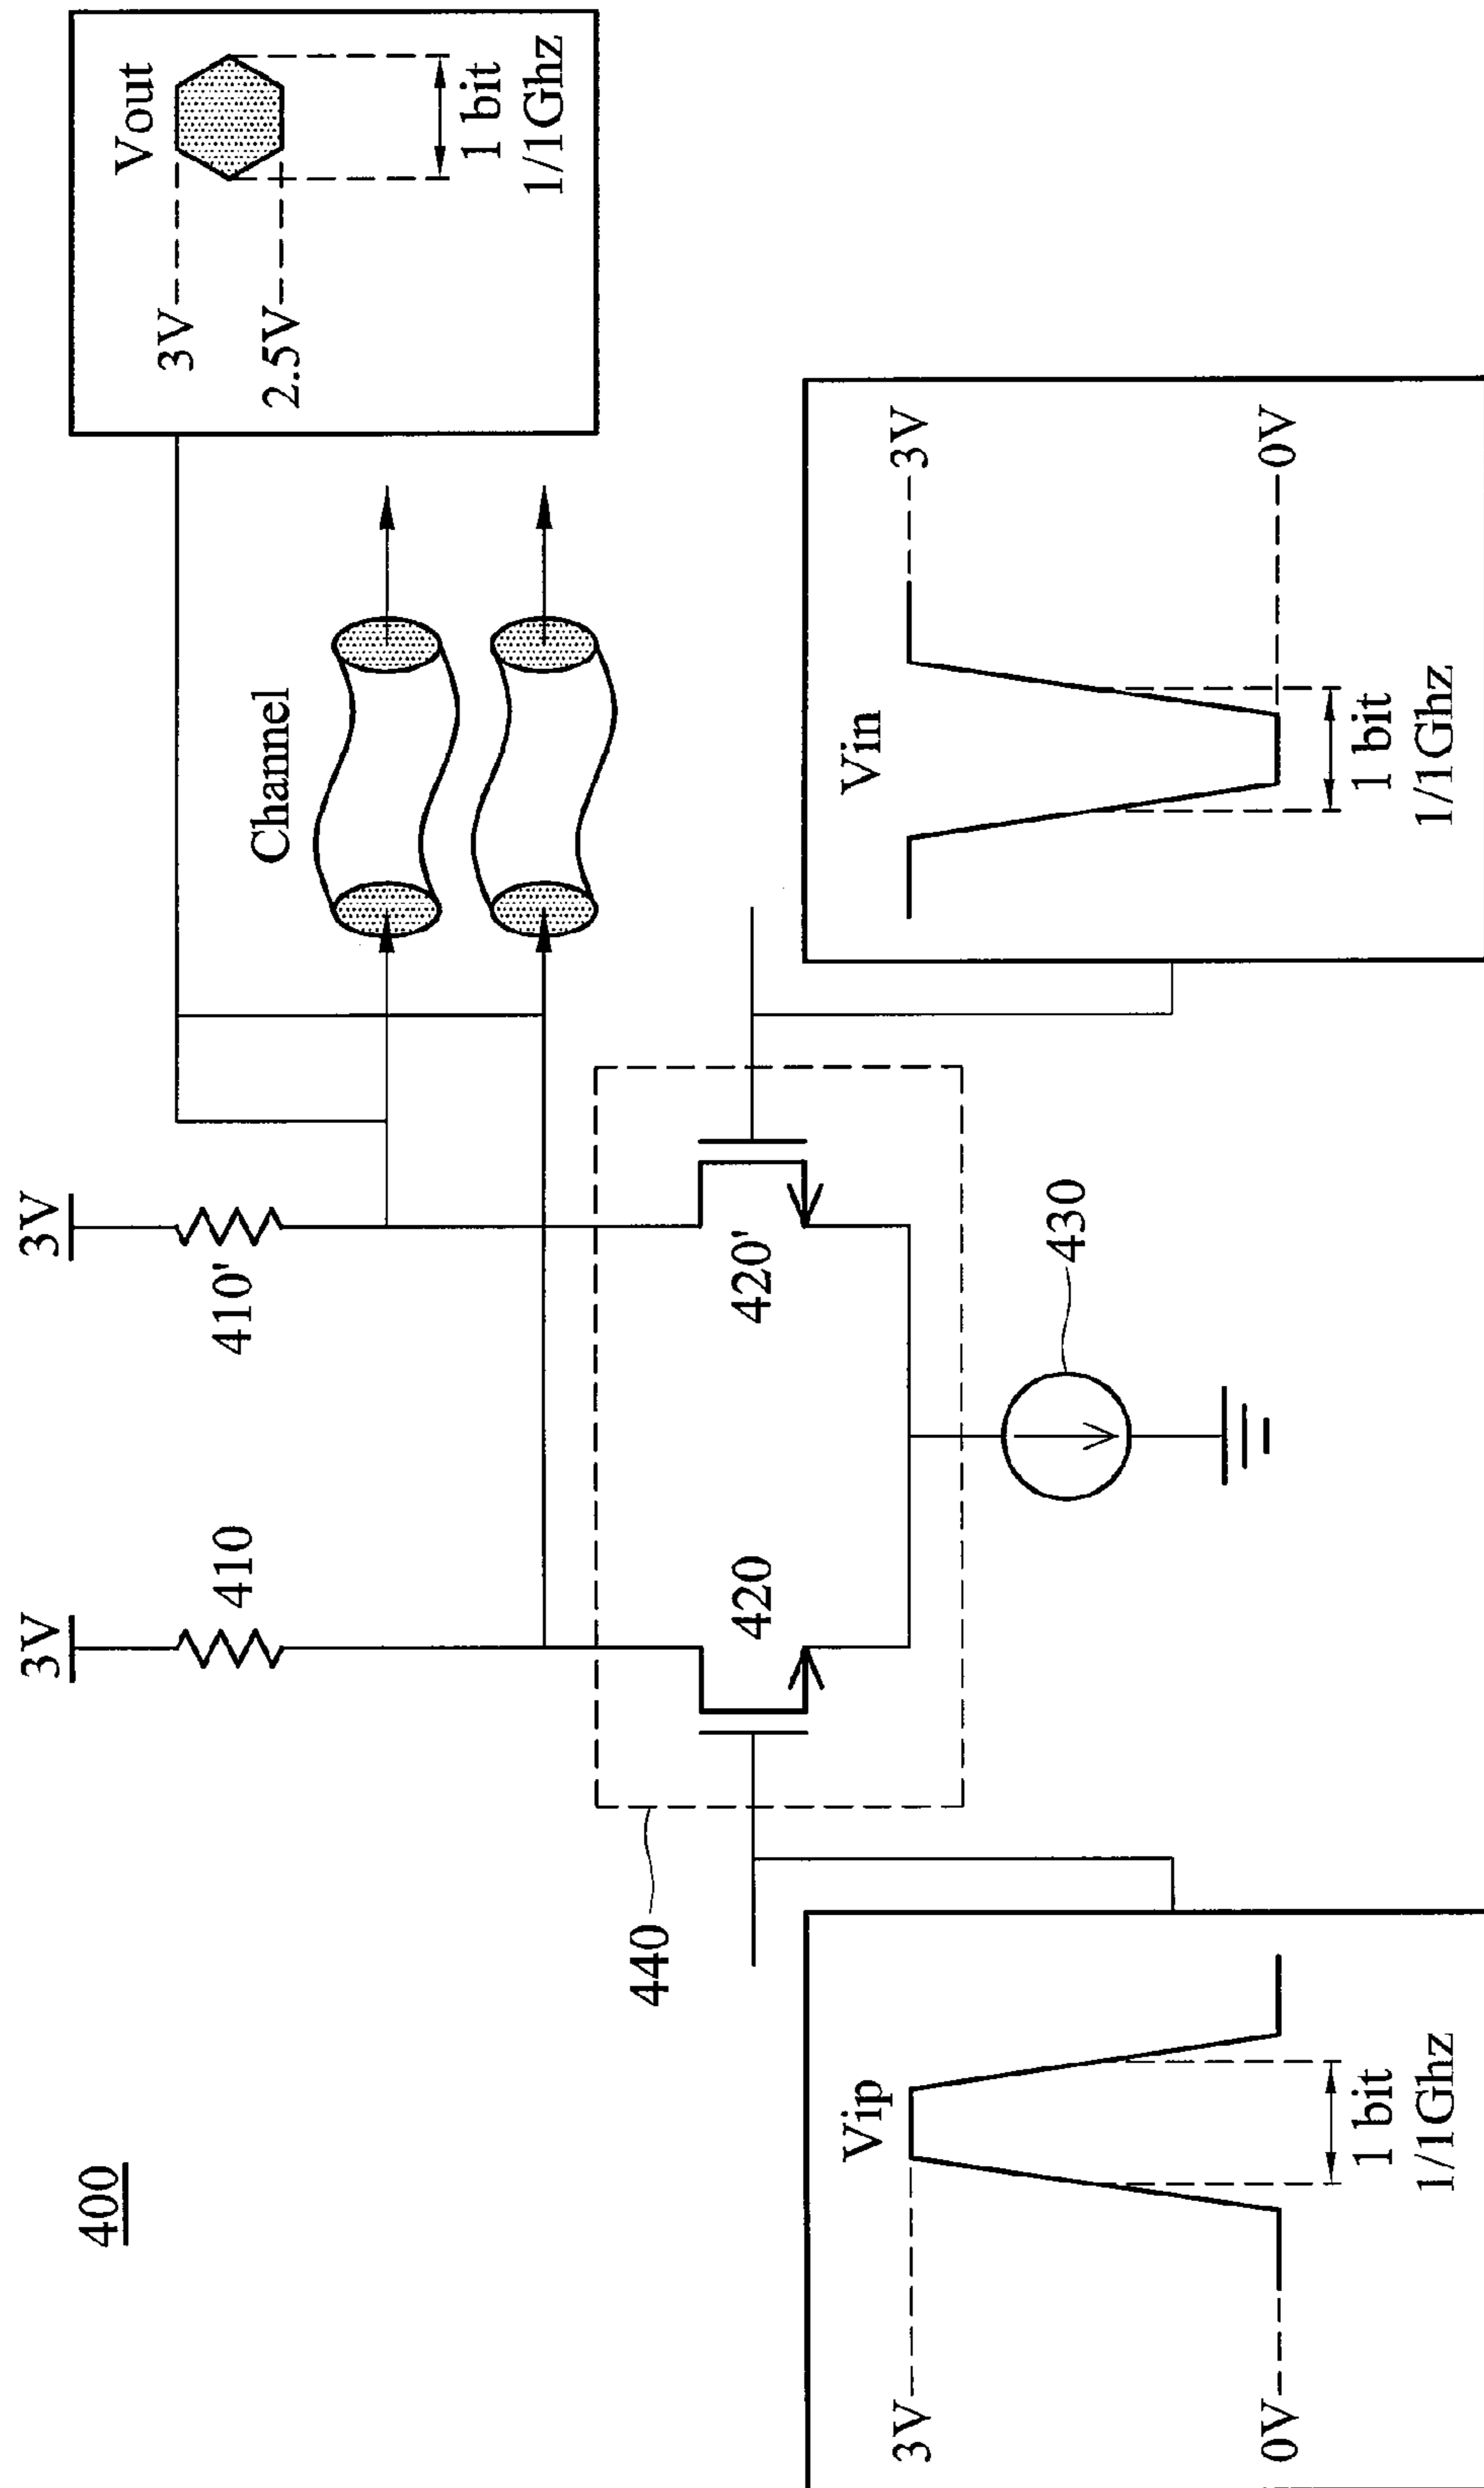 400
3V
3V
410
410'
Vout
3V
2.5V
1 bit
1/1Ghz
Channel
440
420
420'
430
Vip
3V
0V
1 bit
1/1Ghz
Vin
3V
0V
1 bit
1/1Ghz